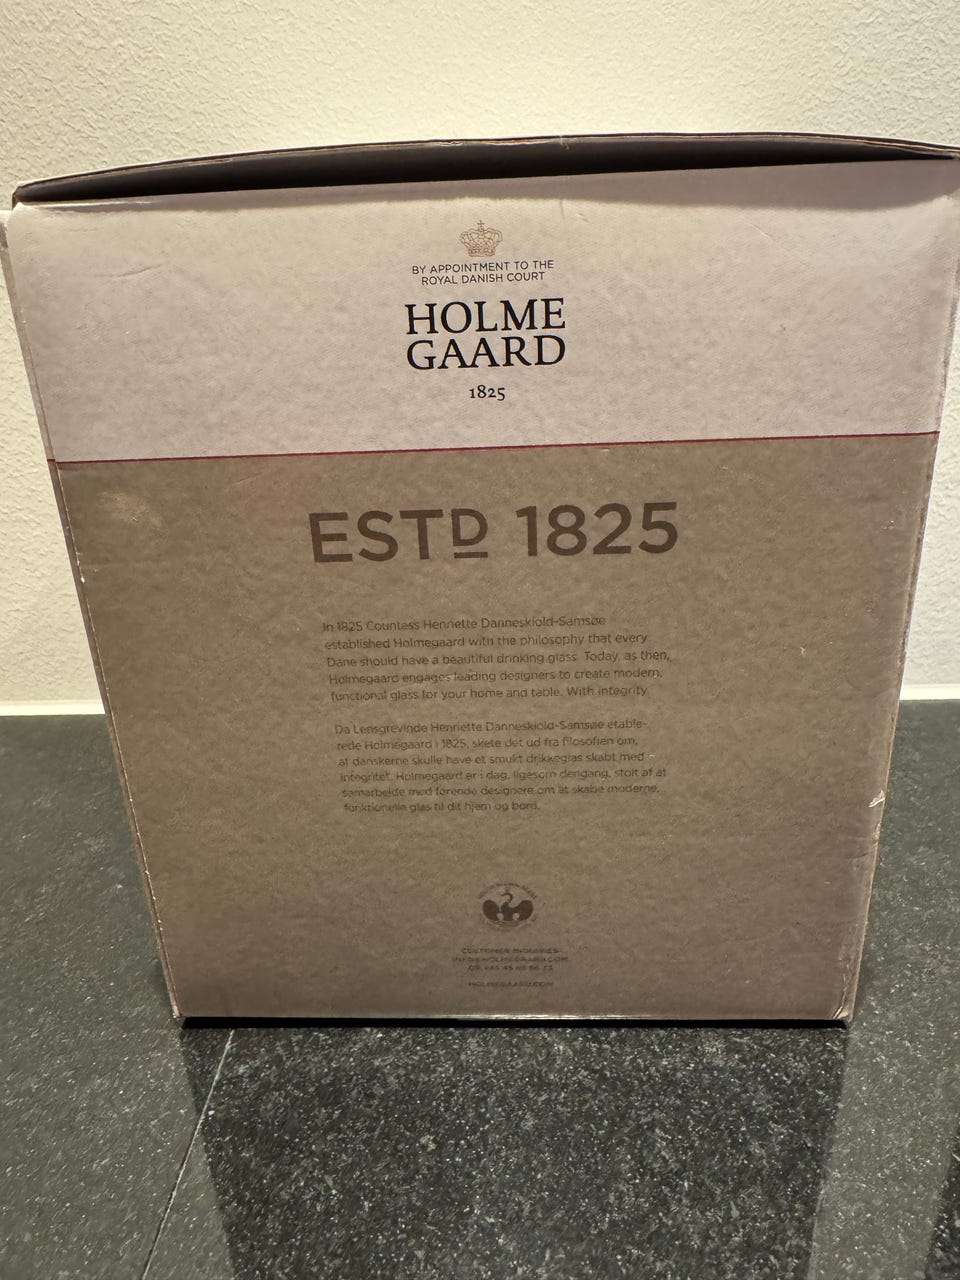 BY APPOINTMENT TO THE
ROYAL DANISH COURT
HOLME
GAARD
1825
ESTD 1825
In 1825 Countess Henriette Danneskiold-Samsøe
established Holmegaard with the philosophy that every
Dane should have a beautiful drinking glass. Today, as then,
Holmegaard engages leading designers to create modern,
functional glass for your home and table. With integrity
Da Lensgrevinde Henriette Danneskiold-Samsøe etable-
rede Holmegaard i 1825, skete det ud fra filosofien om,
at danskerne skulle have et smukt drikkeglas skabt med
integritet. Holmegaard er i dag, ligesom dengang, stolt af at
samarbejde med førende designere om at skabe moderne,
funktionelle glas til dit hjem og bord.
CUSTOMER INQUIRIES
INFO@HOLMEGAARD.COM
OR +45
HOLMEGAARD.COM